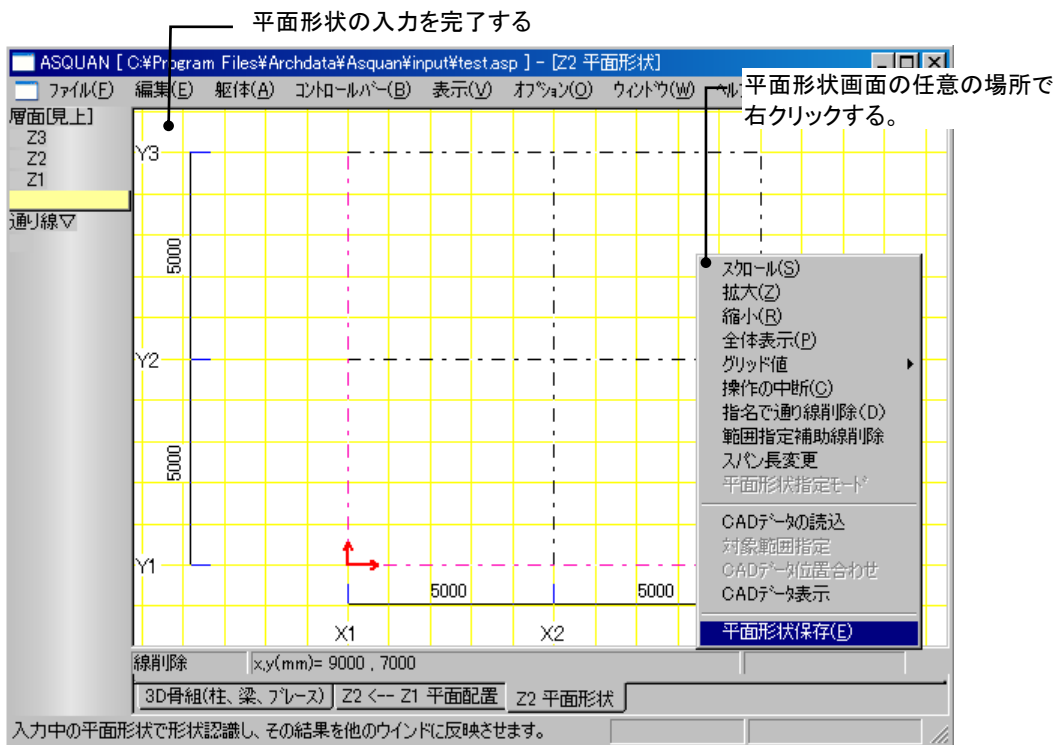 平面形状の入力を完了する
ASQUAN [ C:¥Program Files¥Archdata¥Asquan¥input¥test.asp ] - [Z2 平面形状]
平面形状画面の任意の場所で
右クリックする。
ﾌｧｲﾙ(F) 編集(E) 躯体(A) ｺﾝﾄﾛｰﾙﾊﾞｰ(B) 表示(V) ｵﾌﾟｼｮﾝ(O) ｳｨﾝﾄﾞｳ(W)
層面[見上]
Z3
Z2
Z1
通り線▽
Y3
5000
Y2
5000
Y1
5000
5000
X1
X2
ｽｸﾛｰﾙ(S)
拡大(Z)
縮小(R)
全体表示(P)
グリッド値
操作の中断(C)
指名で通り線削除(D)
範囲指定補助線削除
スパン長変更
平面形状指定ﾓｰﾄﾞ
CADﾃﾞｰﾀの読込
対象範囲指定
CADﾃﾞｰﾀ位置合わせ
CADﾃﾞｰﾀ表示
平面形状保存(E)
線削除
x,y(mm)= 9000 , 7000
3D骨組(柱、梁、ﾌﾞﾚｰｽ)
Z2 <-- Z1 平面配置
Z2 平面形状
入力中の平面形状で形状認識し、その結果を他のウインドに反映させます。